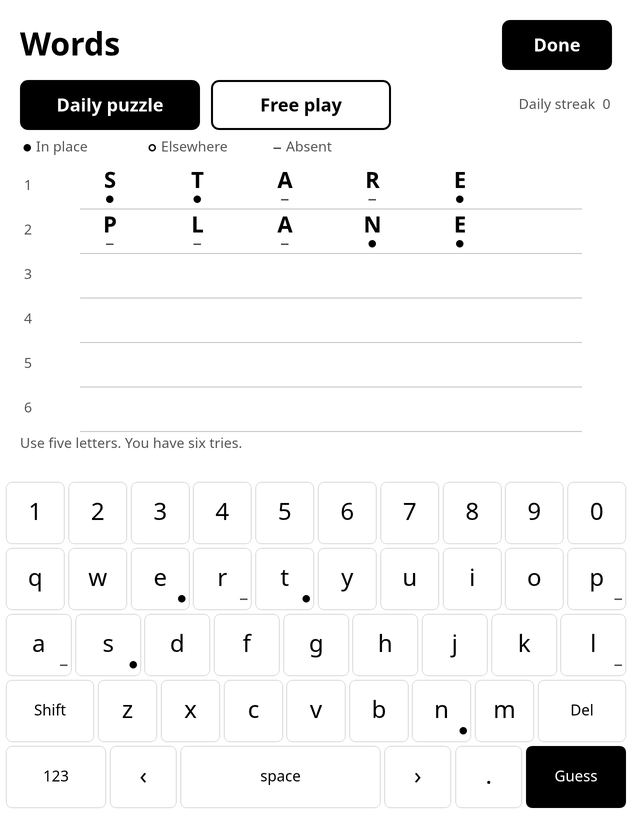 Words
Done
Daily puzzle
Free play
Daily streak 0
In place
Elsewhere
Absent
1 S T A R E
2 P L A N E
3
4
5
6
Use five letters. You have six tries.
1 2 3 4 5 6 7 8 9 0
q w e r t y u i o p
a s d f g h j k l
Shift z x c v b n m Del
123 ‹ space › . Guess